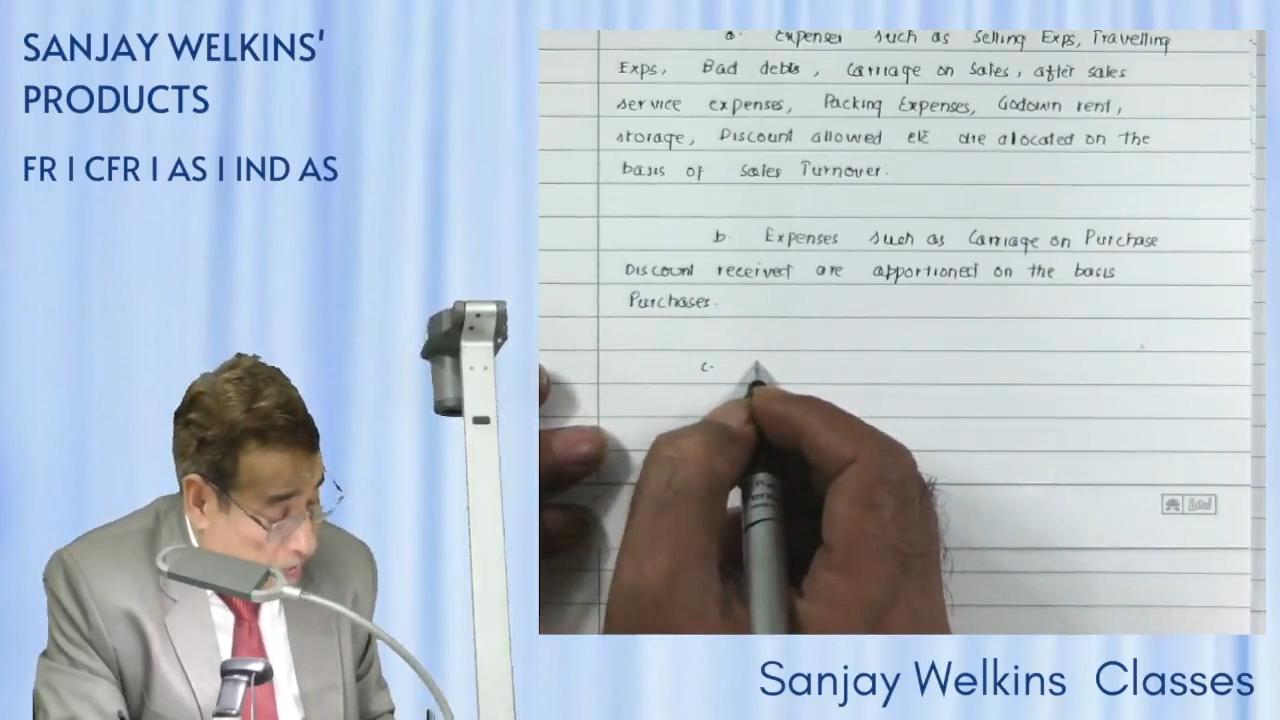 SANJAY WELKINS'
PRODUCTS
FR I CFR I AS I IND AS
a. Expenses such as Selling Exps, Travelling
Exps, Bad debts, Carriage on Sales, after sales
service expenses, Packing Expenses, Godown rent,
storage, Discount allowed etc are alocated on the
basis of Sales Turnover.
b. Expenses such as Carriage on Purchase
Discount received are apportioned on the basis
Purchases.
c.
Sanjay Welkins Classes